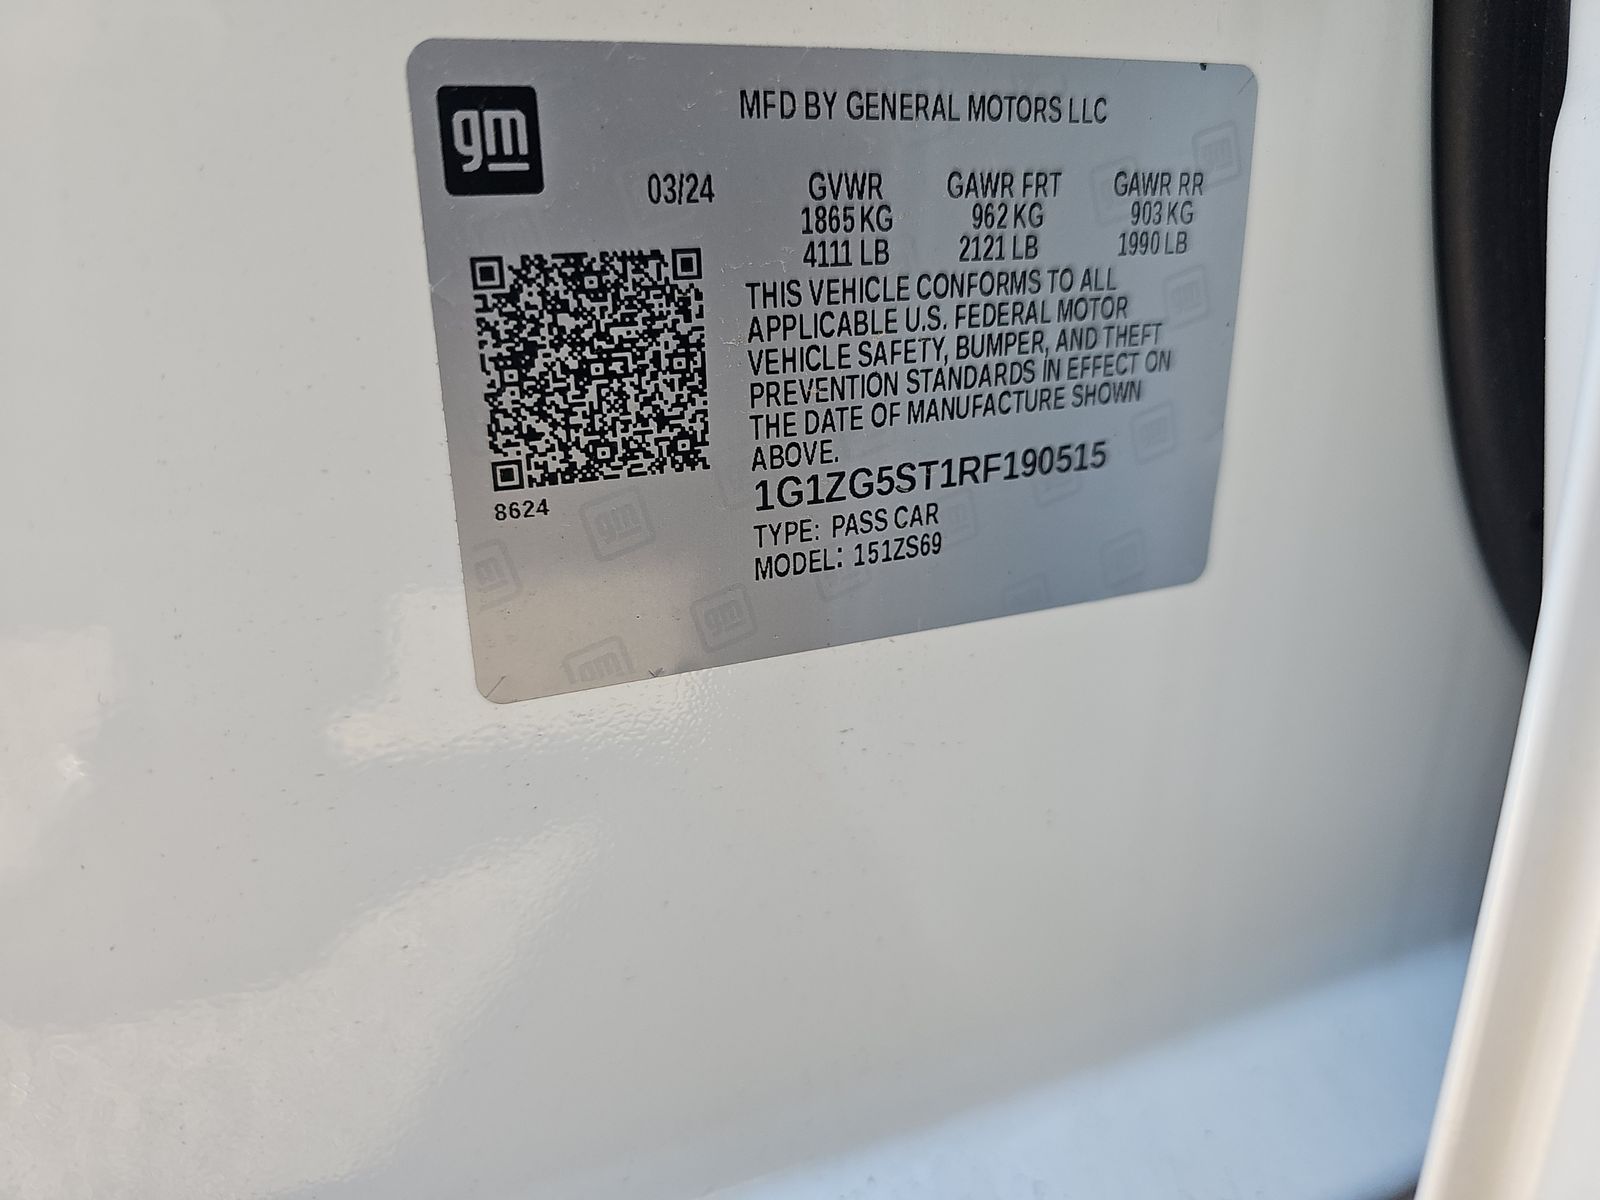 gm
MFD BY GENERAL MOTORS LLC
03/24 GVWR GAWR FRT GAWR RR
1865 KG 962 KG 903 KG
4111 LB 2121 LB 1990 LB
THIS VEHICLE CONFORMS TO ALL
APPLICABLE U.S. FEDERAL MOTOR
VEHICLE SAFETY, BUMPER, AND THEFT
PREVENTION STANDARDS IN EFFECT ON
THE DATE OF MANUFACTURE SHOWN
ABOVE.
1G1ZG5ST1RF190515
8624
TYPE: PASS CAR
MODEL: 151ZS69